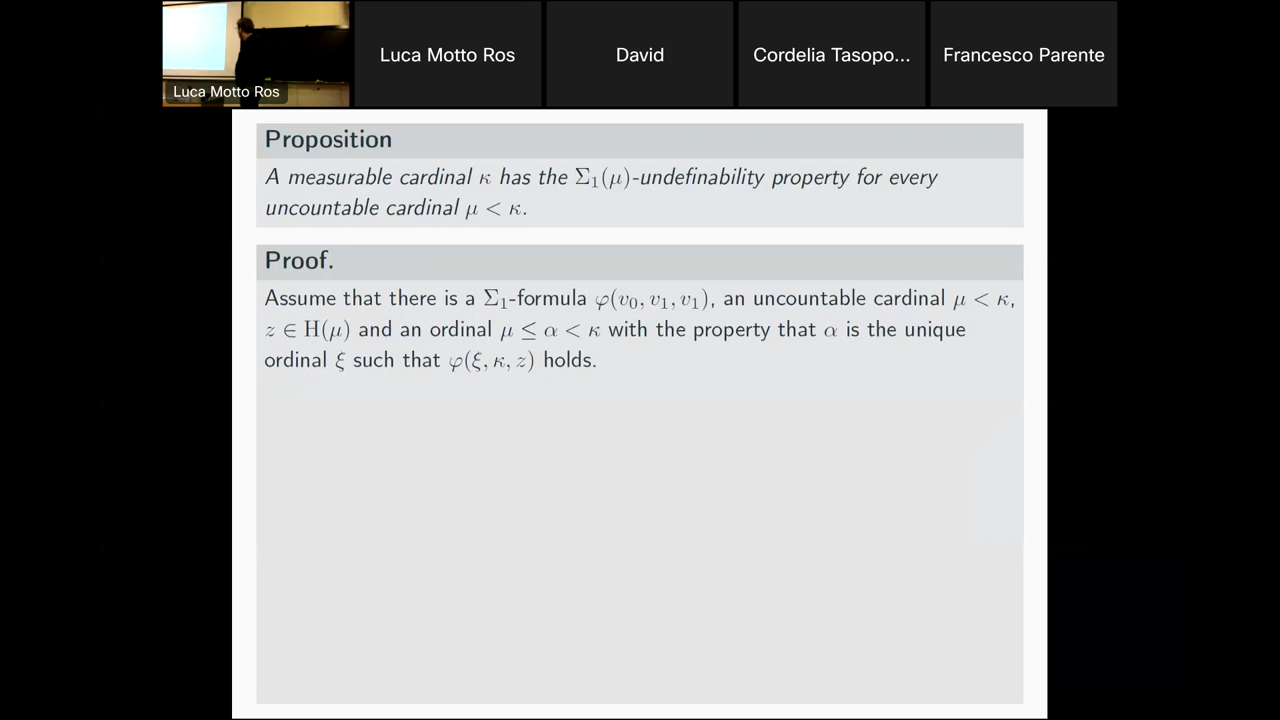 Luca Motto Ros
Luca Motto Ros
David
Cordelia Tasopo...
Francesco Parente
Proposition
A measurable cardinal κ has the Σ₁(μ)-undefinability property for every
uncountable cardinal μ < κ.
Proof.
Assume that there is a Σ₁-formula φ(v₀, v₁, v₁), an uncountable cardinal μ < κ,
z ∈ H(μ) and an ordinal μ ≤ α < κ with the property that α is the unique
ordinal ξ such that φ(ξ, κ, z) holds.